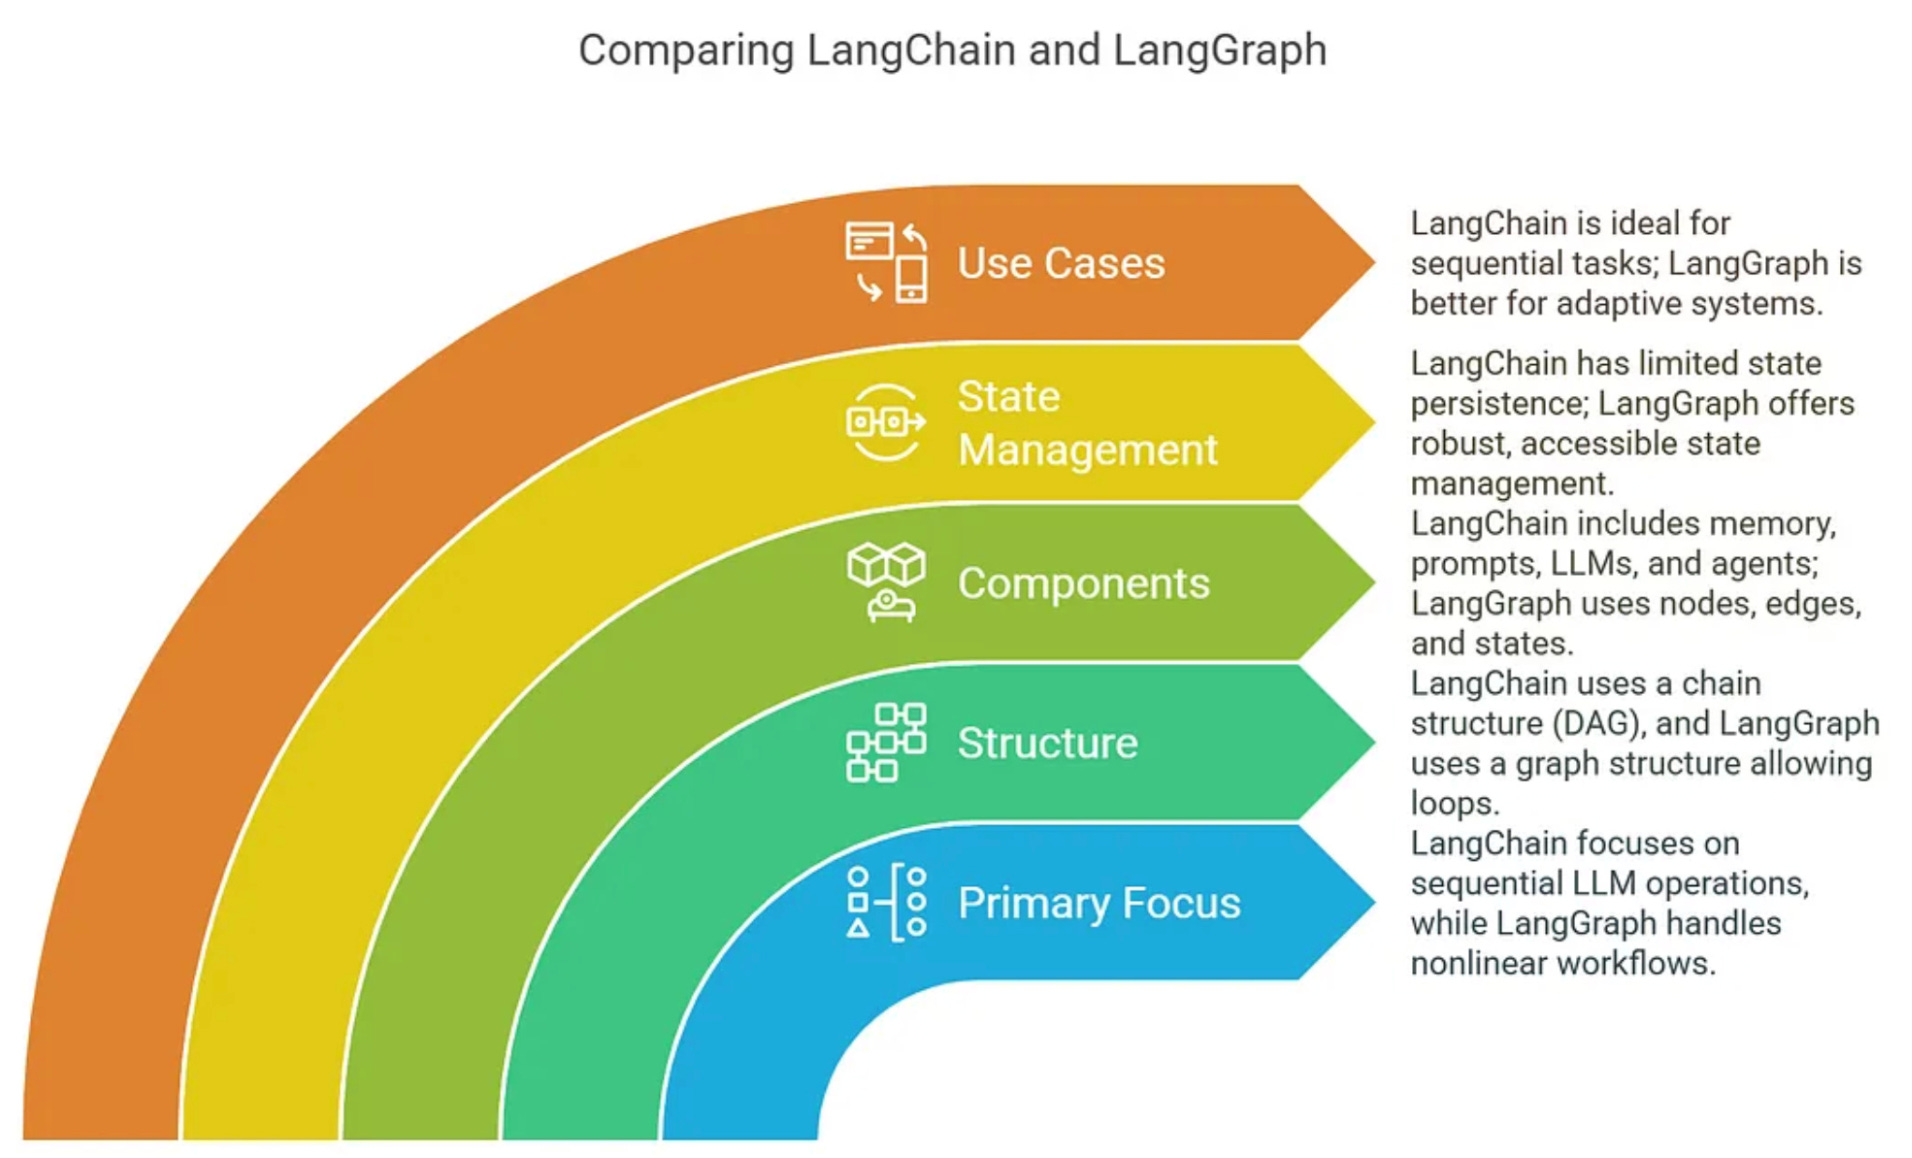 Comparing LangChain and LangGraph
Use Cases
LangChain is ideal for
sequential tasks; LangGraph is
better for adaptive systems.
State
Management
LangChain has limited state
persistence; LangGraph offers
robust, accessible state
management.
Components
LangChain includes memory,
prompts, LLMs, and agents;
LangGraph uses nodes, edges,
and states.
Structure
LangChain uses a chain
structure (DAG), and LangGraph
uses a graph structure allowing
loops.
Primary Focus
LangChain focuses on
sequential LLM operations,
while LangGraph handles
nonlinear workflows.